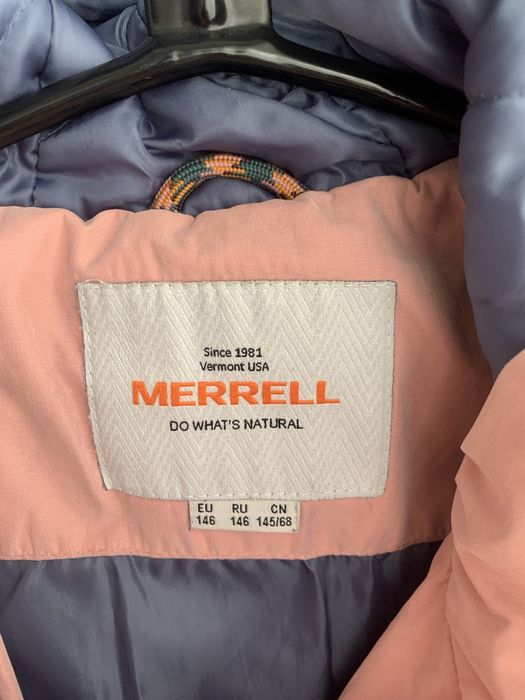 Since 1981
Vermont USA
MERRELL
DO WHAT'S NATURAL
EU RU CN
146 146 145/68